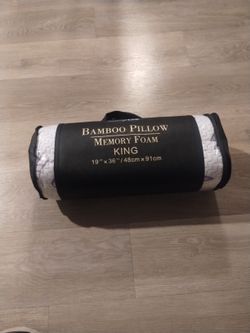 BAMBOO PILLOW
MEMORY FOAM
KING
19"×36"/48cm×91cm